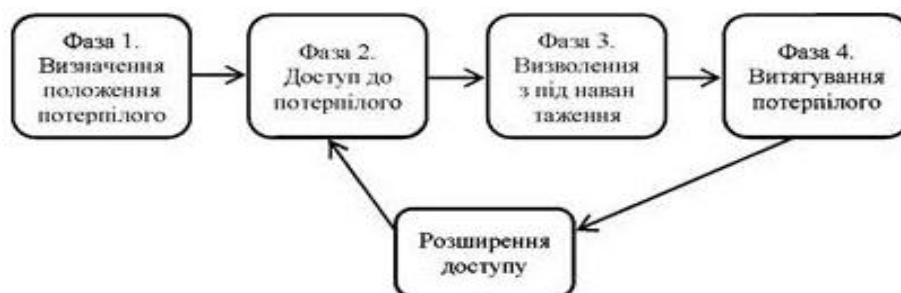 Фаза 1.
Визначення
положення
потерпілого
Фаза 2.
Доступ до
потерпілого
Фаза 3.
Визволення
з під наван
таження
Фаза 4.
Витягування
потерпілого
Розширення
доступу